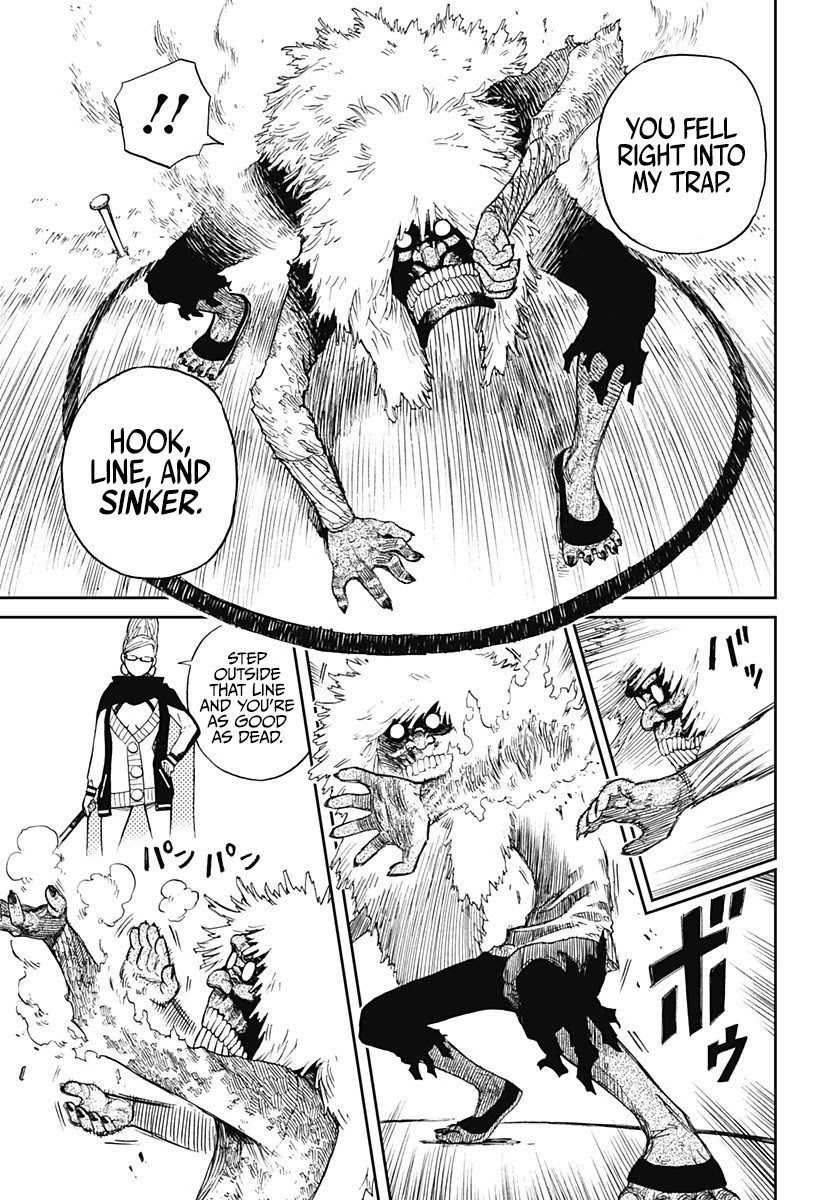 YOU FELL
RIGHT INTO
MY TRAP.
!!
HOOK,
LINE, AND
SINKER.
バッ
ボゥ
STEP
OUTSIDE
THAT LINE
AND YOU'RE
AS GOOD
AS DEAD.
パン パン